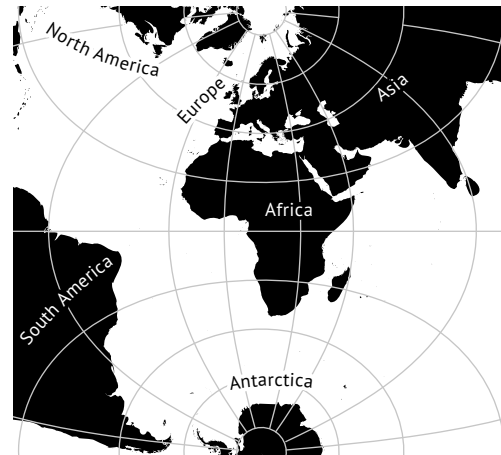 North America
Europe
Asia
Africa
South America
Antarctica